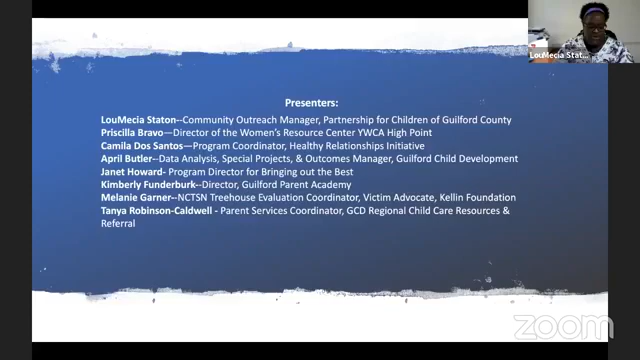 Presenters:
LouMecia Staton--Community Outreach Manager, Partnership for Children of Guilford County
Priscilla Bravo—Director of the Women's Resource Center YWCA High Point
Camila Dos Santos—Program Coordinator, Healthy Relationships Initiative
April Butler--Data Analysis, Special Projects, & Outcomes Manager, Guilford Child Development
Janet Howard- Program Director for Bringing out the Best
Kimberly Funderburk--Director, Guilford Parent Academy
Melanie Garner--NCTSN Treehouse Evaluation Coordinator, Victim Advocate, Kellin Foundation
Tanya Robinson-Caldwell - Parent Services Coordinator, GCD Regional Child Care Resources &
Referral
LouMecia Stat...
zoom